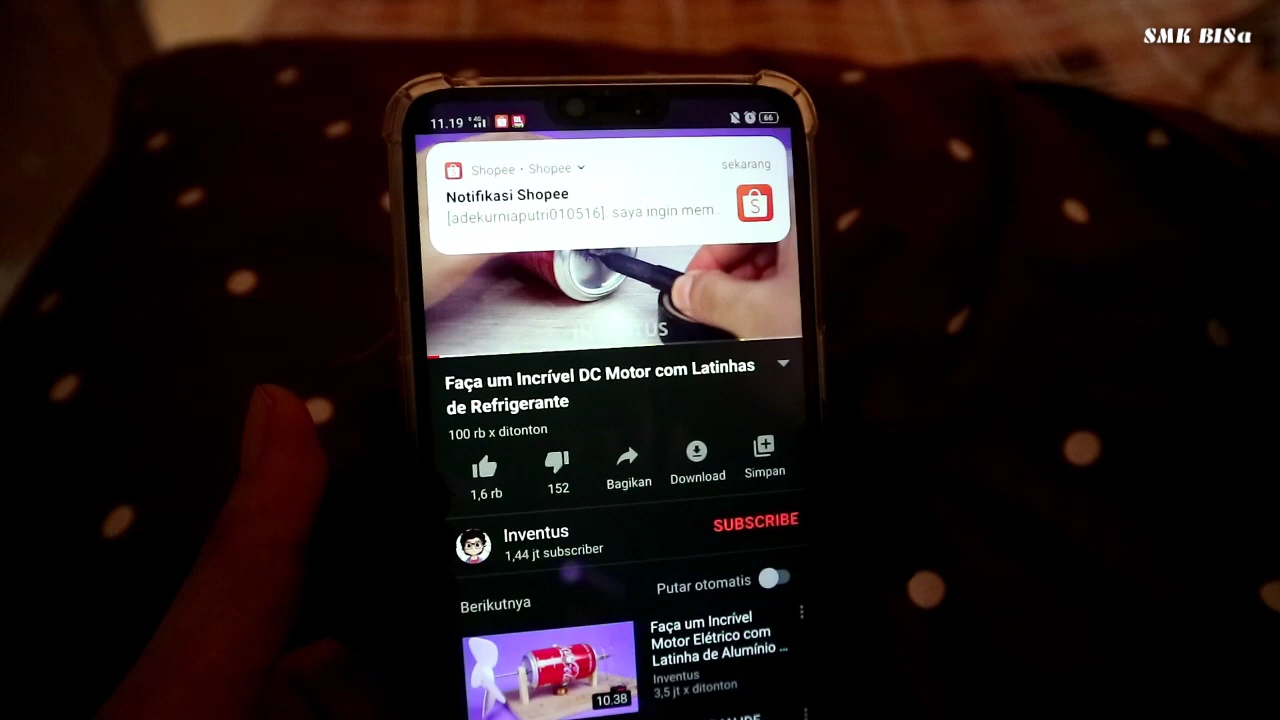 SMK BISa
11.19
66
Shopee • Shopee
sekarang
Notifikasi Shopee
[adekurniaputri010516]: saya ingin mem..
S
Faça um Incrível DC Motor com Latinhas
de Refrigerante
100 rb x ditonton
1,6 rb
152
Bagikan
Download
Simpan
Inventus
1,44 jt subscriber
SUBSCRIBE
Putar otomatis
Berikutnya
Faça um Incrível
Motor Elétrico com
Latinha de Alumínio ...
Inventus
3,5 jt x ditonton
10.38